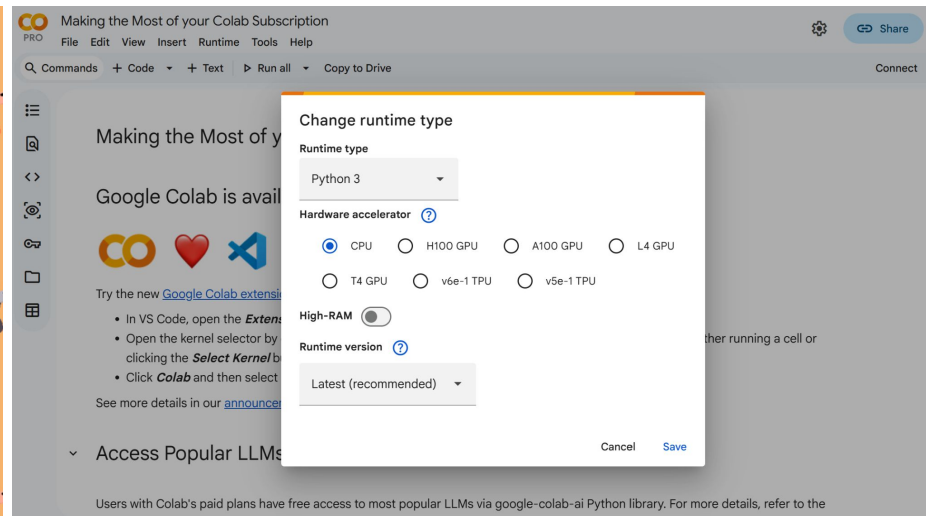 Making the Most of your Colab Subscription
PRO
File Edit View Insert Runtime Tools Help
Share
Commands + Code + Text Run all Copy to Drive
Connect
Making the Most of y
Google Colab is avail
Try the new Google Colab extensi
• In VS Code, open the Extens
• Open the kernel selector by
ther running a cell or
clicking the Select Kernel b
• Click Colab and then select
See more details in our announcer
Access Popular LLMs
Users with Colab's paid plans have free access to most popular LLMs via google-colab-ai Python library. For more details, refer to the
Change runtime type
Runtime type
Python 3
Hardware accelerator ?
CPU H100 GPU A100 GPU L4 GPU
T4 GPU v6e-1 TPU v5e-1 TPU
High-RAM
Runtime version ?
Latest (recommended)
Cancel Save